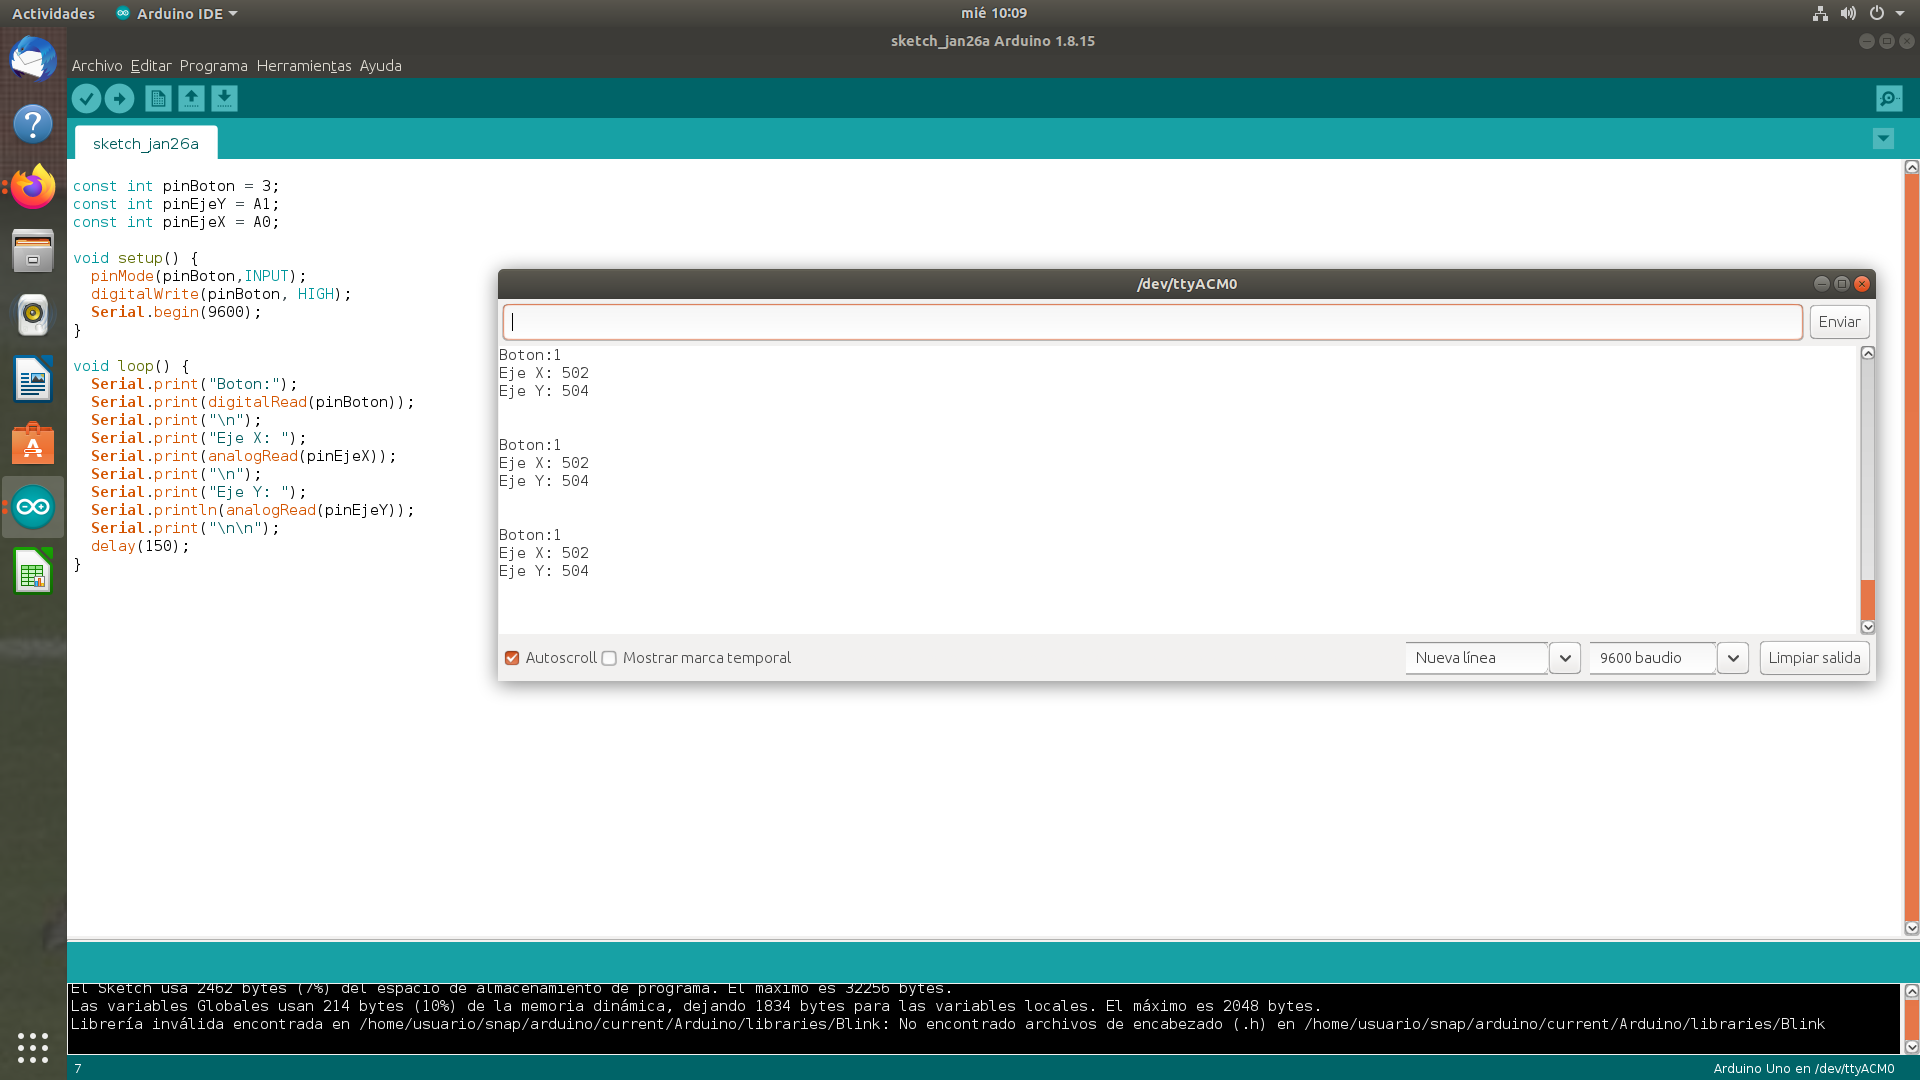 Actividades Arduino IDE mié 10:09
sketch_jan26a Arduino 1.8.15
Archivo Editar Programa Herramientas Ayuda
sketch_jan26a
const int pinBoton = 3;
const int pinEjeY = A1;
const int pinEjeX = A0;
void setup() {
pinMode(pinBoton,INPUT);
digitalWrite(pinBoton, HIGH);
Serial.begin(9600);
}
void loop() {
Serial.print("Boton:");
Serial.print(digitalRead(pinBoton));
Serial.print("\n");
Serial.print("Eje X: ");
Serial.print(analogRead(pinEjeX));
Serial.print("\n");
Serial.print("Eje Y: ");
Serial.println(analogRead(pinEjeY));
Serial.print("\n\n");
delay(150);
}
/dev/ttyACM0
Enviar
Boton:1
Eje X: 502
Eje Y: 504
Boton:1
Eje X: 502
Eje Y: 504
Boton:1
Eje X: 502
Eje Y: 504
Autoscroll Mostrar marca temporal Nueva línea 9600 baudio Limpiar salida
El Sketch usa 2462 bytes (7%) del espacio de almacenamiento de programa. El máximo es 32256 bytes.
Las variables Globales usan 214 bytes (10%) de la memoria dinámica, dejando 1834 bytes para las variables locales. El máximo es 2048 bytes.
Librería inválida encontrada en /home/usuario/snap/arduino/current/Arduino/libraries/Blink: No encontrado archivos de encabezado (.h) en /home/usuario/snap/arduino/current/Arduino/libraries/Blink
7 Arduino Uno en /dev/ttyACM0